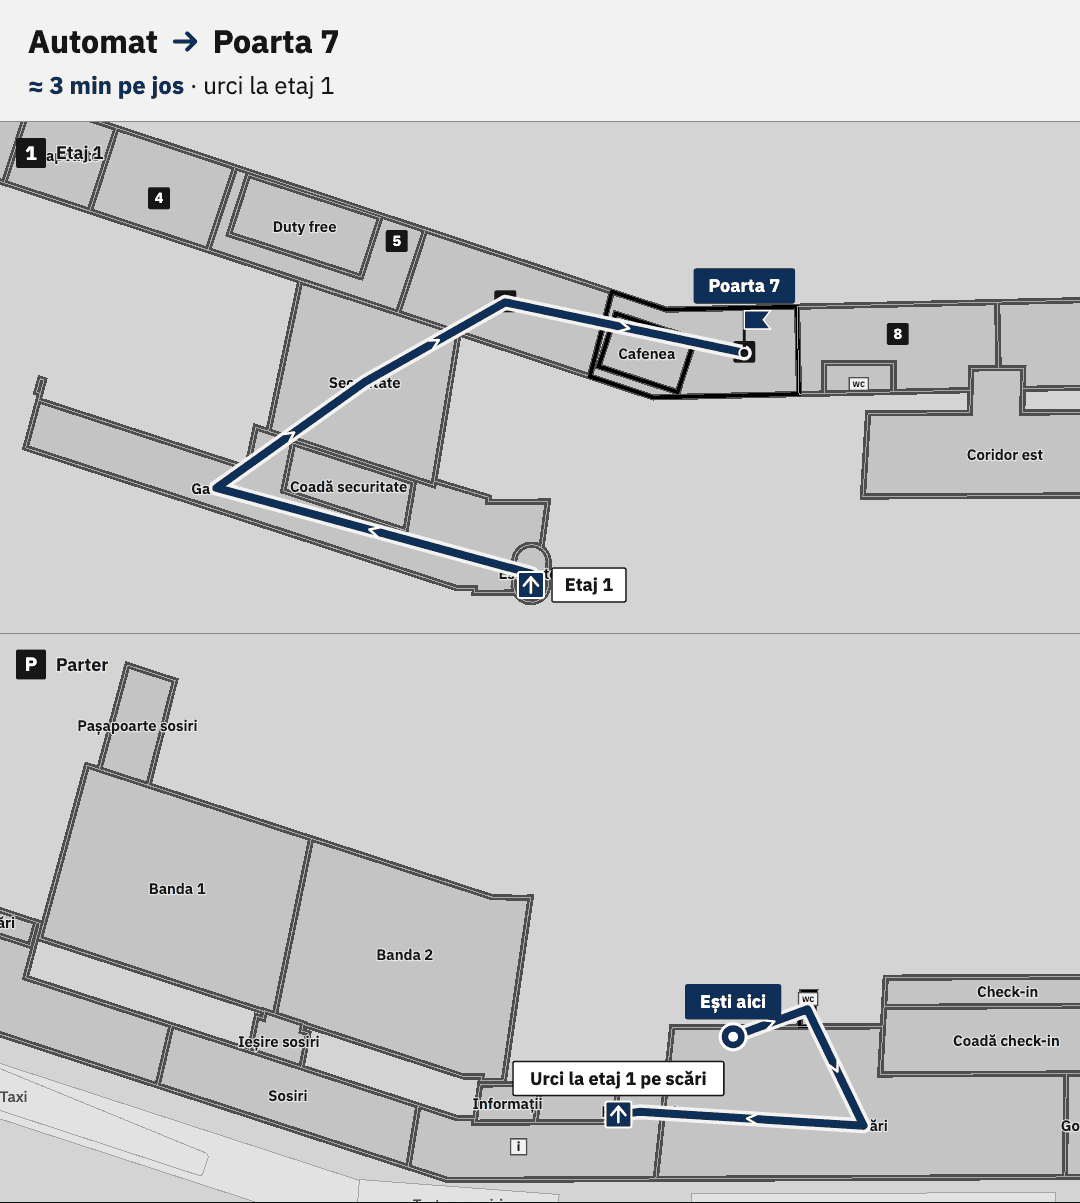 Automat → Poarta 7
≈ 3 min pe jos · urci la etaj 1
1 Etaj 1
4
Duty free
5
Poarta 7
8
Cafenea
Securitate
wc
Coridor est
Coadă securitate
Etaj 1
P Parter
Pașapoarte sosiri
Banda 1
Banda 2
Ești aici
wc
Check-in
Coadă check-in
Ieșire sosiri
Urci la etaj 1 pe scări
Informații
Sosiri
Taxi
i